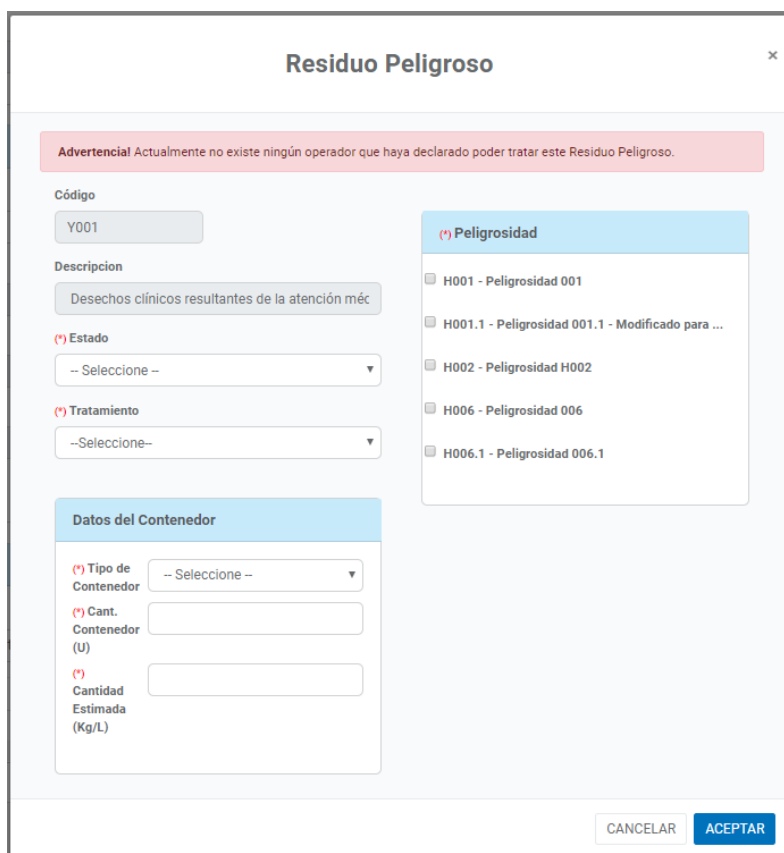 Residuo Peligroso
×
Advertencia! Actualmente no existe ningún operador que haya declarado poder tratar este Residuo Peligroso.
Código
Y001
Descripcion
Desechos clínicos resultantes de la atención méc
(*) Estado
-- Seleccione --
(*) Tratamiento
--Seleccione--
(*) Peligrosidad
H001 - Peligrosidad 001
H001.1 - Peligrosidad 001.1 - Modificado para ...
H002 - Peligrosidad H002
H006 - Peligrosidad 006
H006.1 - Peligrosidad 006.1
Datos del Contenedor
(*) Tipo de
Contenedor
-- Seleccione --
(*) Cant.
Contenedor
(U)
(*)
Cantidad
Estimada
(Kg/L)
CANCELAR
ACEPTAR